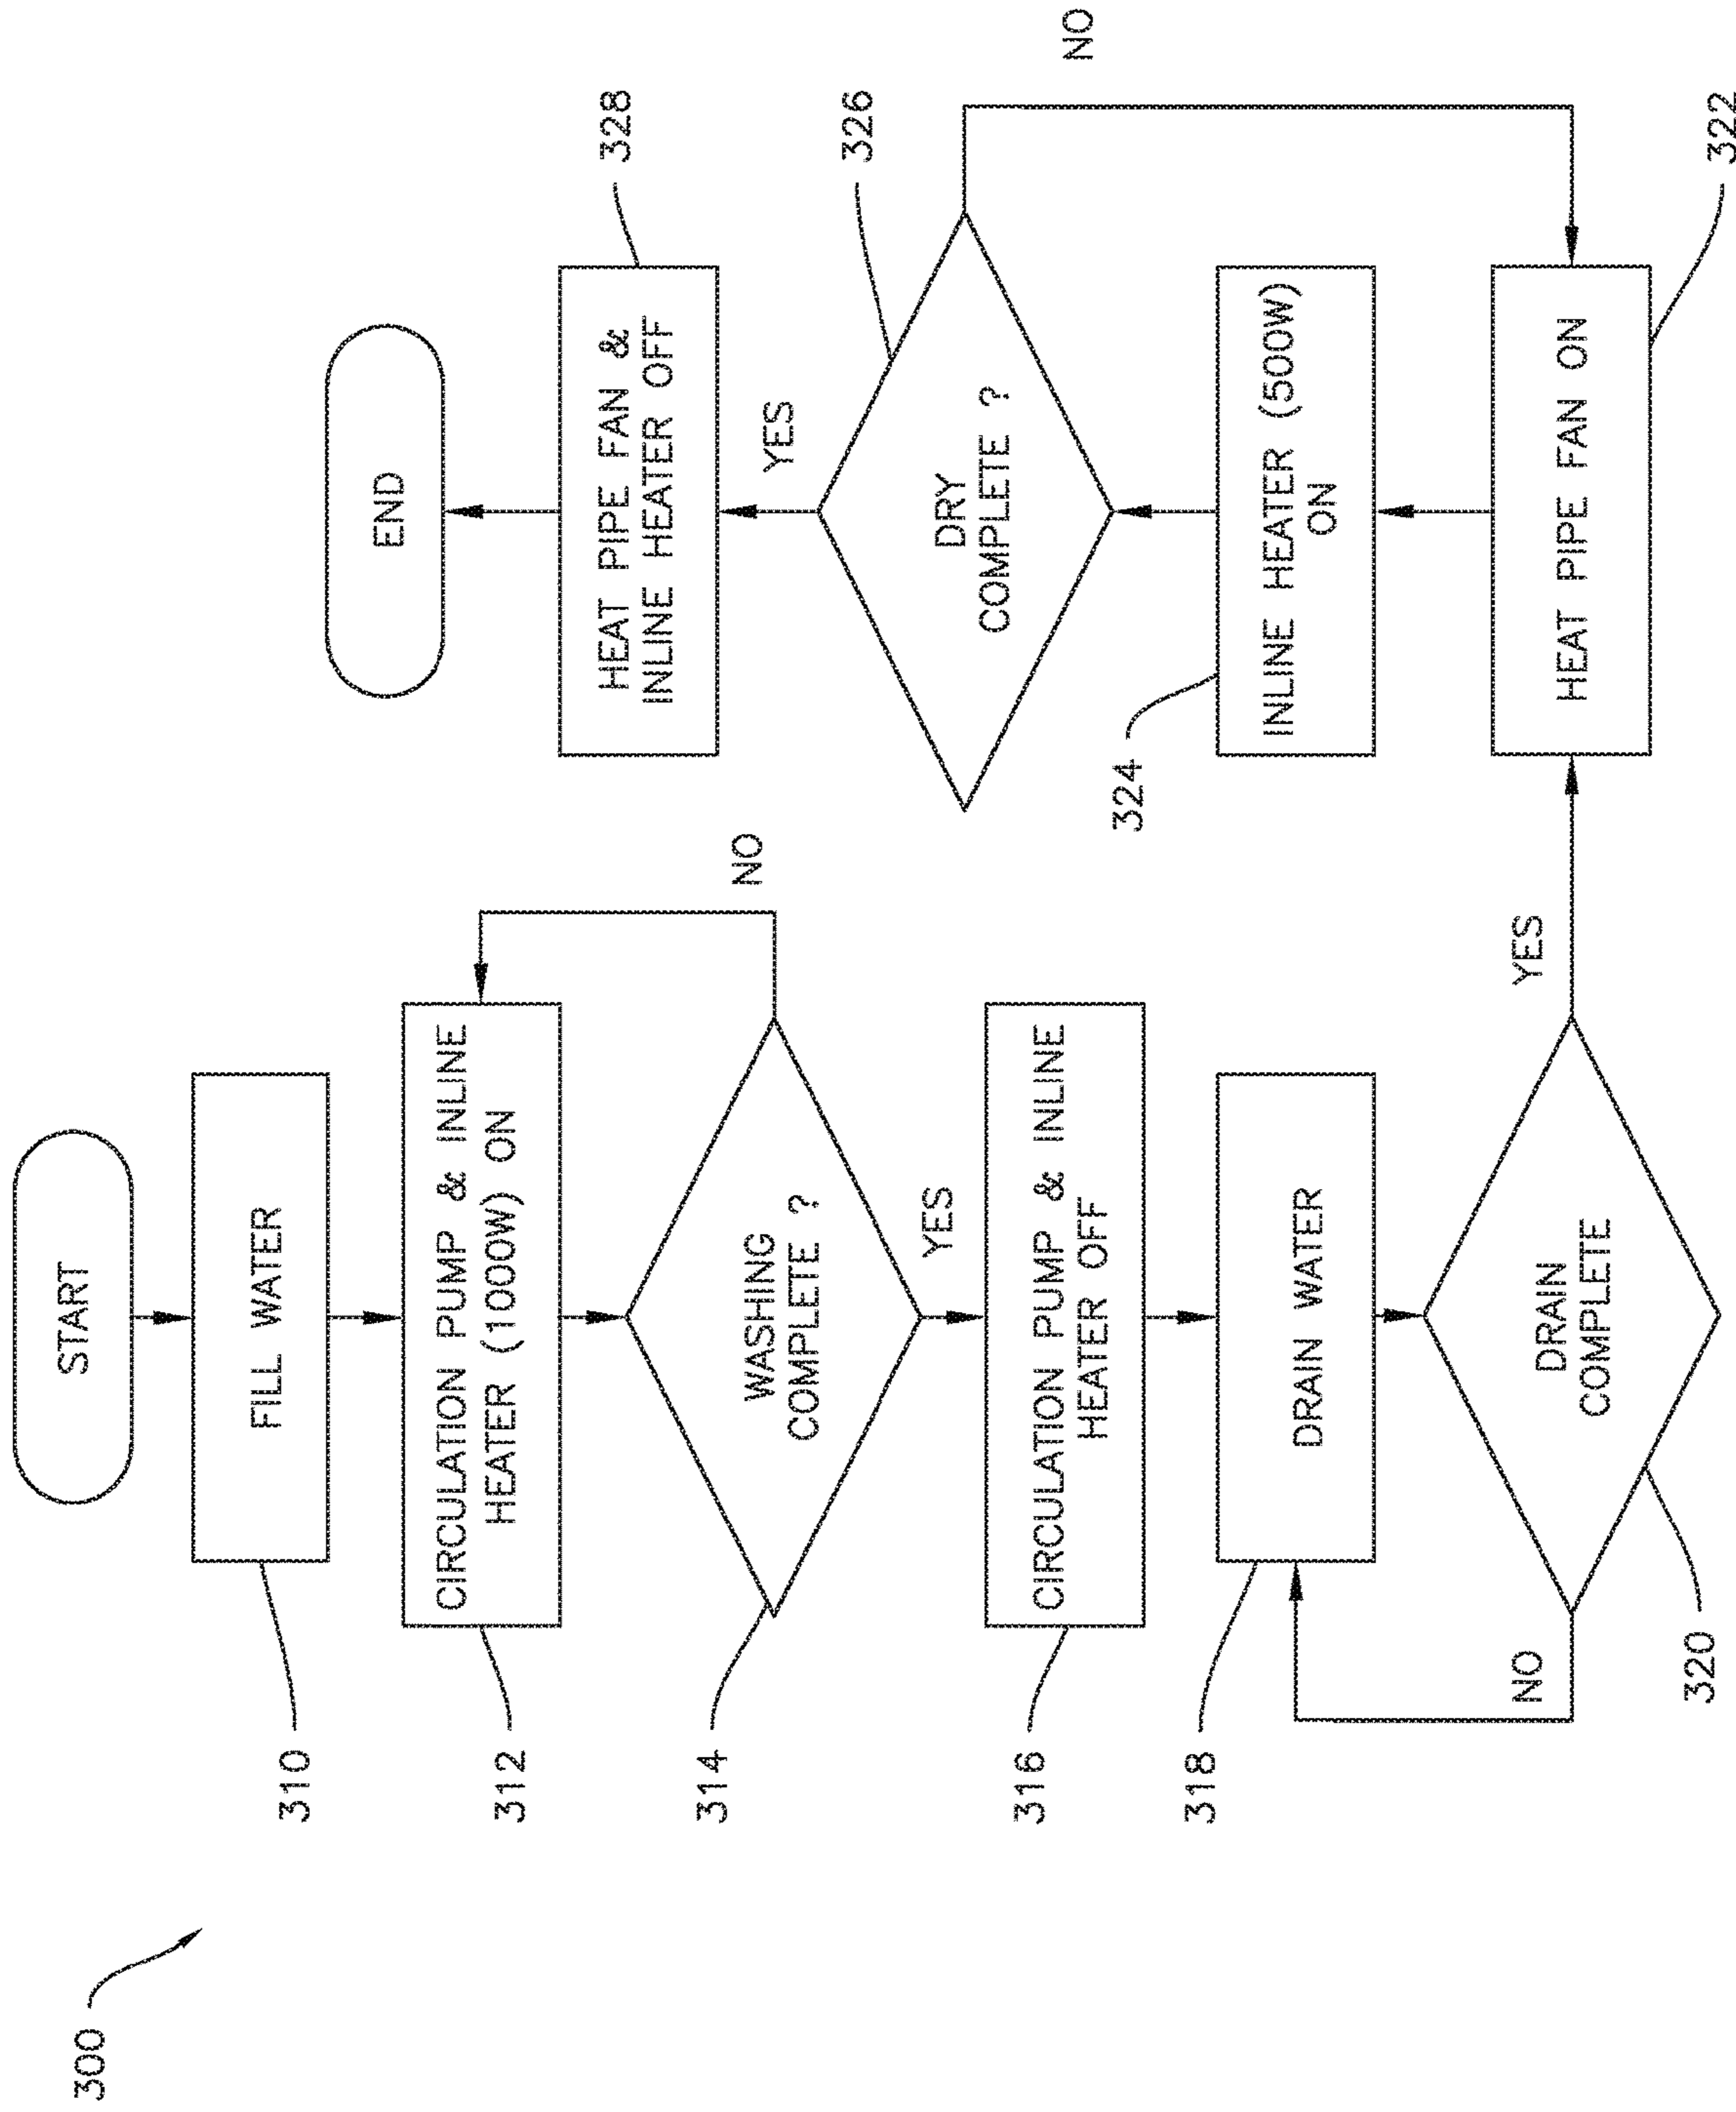 300
START
310
FILL WATER
312
CIRCULATION PUMP & INLINE
HEATER (1000W) ON
314
WASHING
COMPLETE ?
NO
YES
316
CIRCULATION PUMP & INLINE
HEATER OFF
318
DRAIN WATER
320
DRAIN
COMPLETE
NO
YES
322
HEAT PIPE FAN ON
324
INLINE HEATER (500W)
ON
326
DRY
COMPLETE ?
NO
YES
328
HEAT PIPE FAN &
INLINE HEATER OFF
END